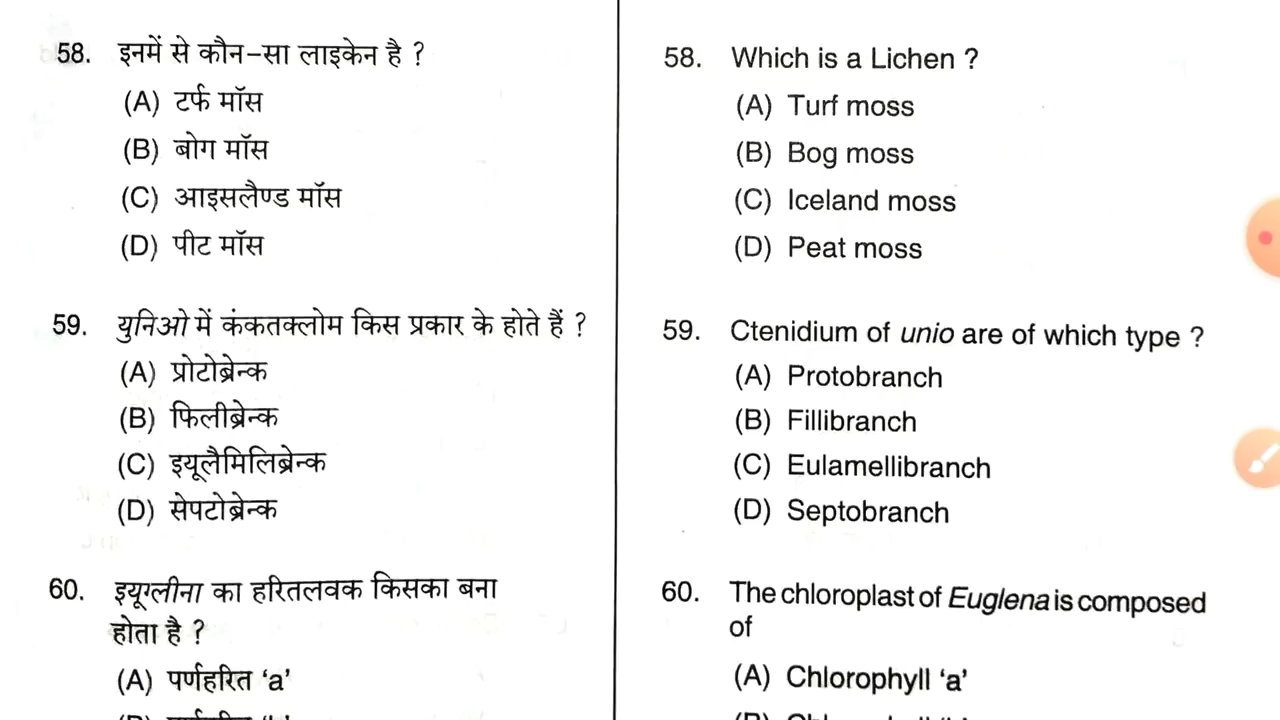 58. इनमें से कौन-सा लाइकेन है ?
(A) टर्फ मॉस
(B) बोग मॉस
(C) आइसलैण्ड मॉस
(D) पीट मॉस
59. युनिओ में कंकतक्लोम किस प्रकार के होते हैं ?
(A) प्रोटोब्रेन्क
(B) फिलीब्रेन्क
(C) इयूलैमिलिब्रेन्क
(D) सेपटोब्रेन्क
60. इयूग्लीना का हरितलवक किसका बना
होता है ?
(A) पर्णहरित ‘a’
58. Which is a Lichen ?
(A) Turf moss
(B) Bog moss
(C) Iceland moss
(D) Peat moss
59. Ctenidium of unio are of which type ?
(A) Protobranch
(B) Fillibranch
(C) Eulamellibranch
(D) Septobranch
60. The chloroplast of Euglena is composed
of
(A) Chlorophyll ‘a’